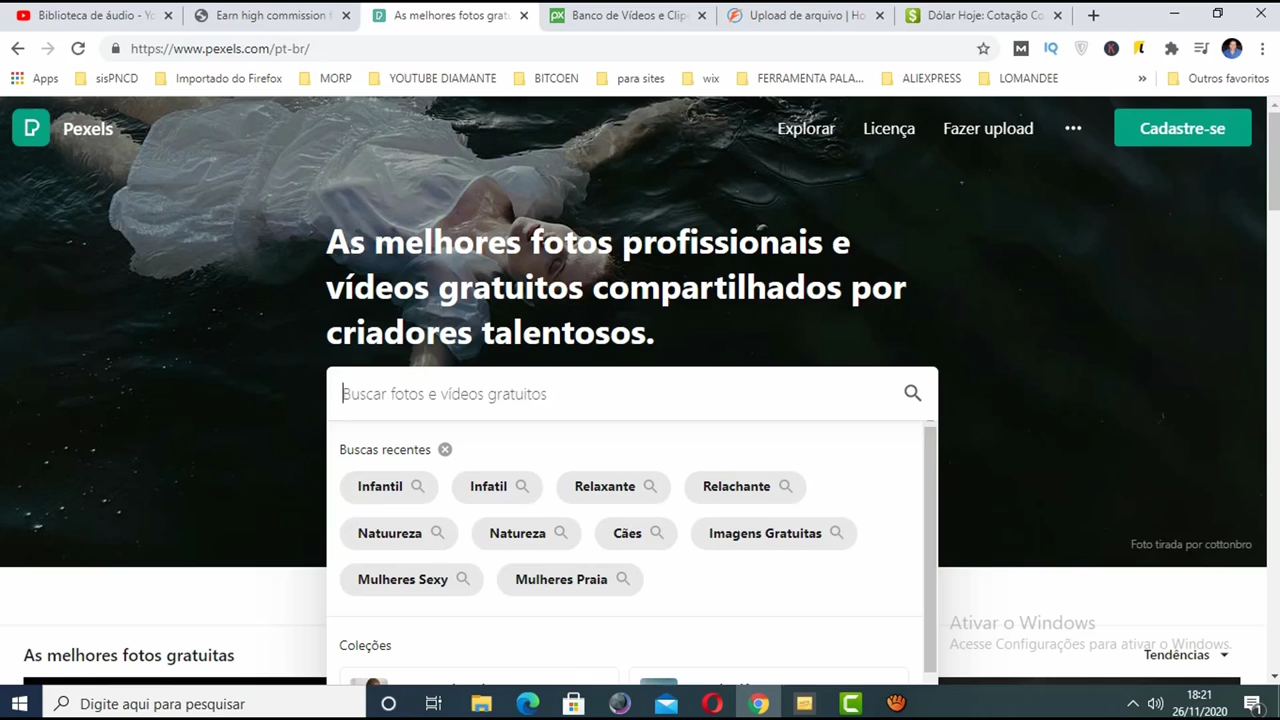 Biblioteca de áudio - Yo
Earn high commission f
As melhores fotos gratu
Banco de Vídeos e Clipe
Upload de arquivo | Ho
Dólar Hoje: Cotação Co
https://www.pexels.com/pt-br/
Apps
sisPNCD
Importado do Firefox
MORP
YOUTUBE DIAMANTE
BITCOEN
para sites
wix
FERRAMENTA PALA...
ALIEXPRESS
LOMANDEE
»
Outros favoritos
Pexels
Explorar
Licença
Fazer upload
•••
Cadastre-se
As melhores fotos profissionais e
vídeos gratuitos compartilhados por
criadores talentosos.
Buscar fotos e vídeos gratuitos
Buscas recentes
Infantil
Infatil
Relaxante
Relachante
Natuureza
Natureza
Cães
Imagens Gratuitas
Mulheres Sexy
Mulheres Praia
Foto tirada por cottonbro
Coleções
As melhores fotos gratuitas
Ativar o Windows
Acesse Configurações para ativar o Windows.
Tendências
Digite aqui para pesquisar
18:21
26/11/2020
1